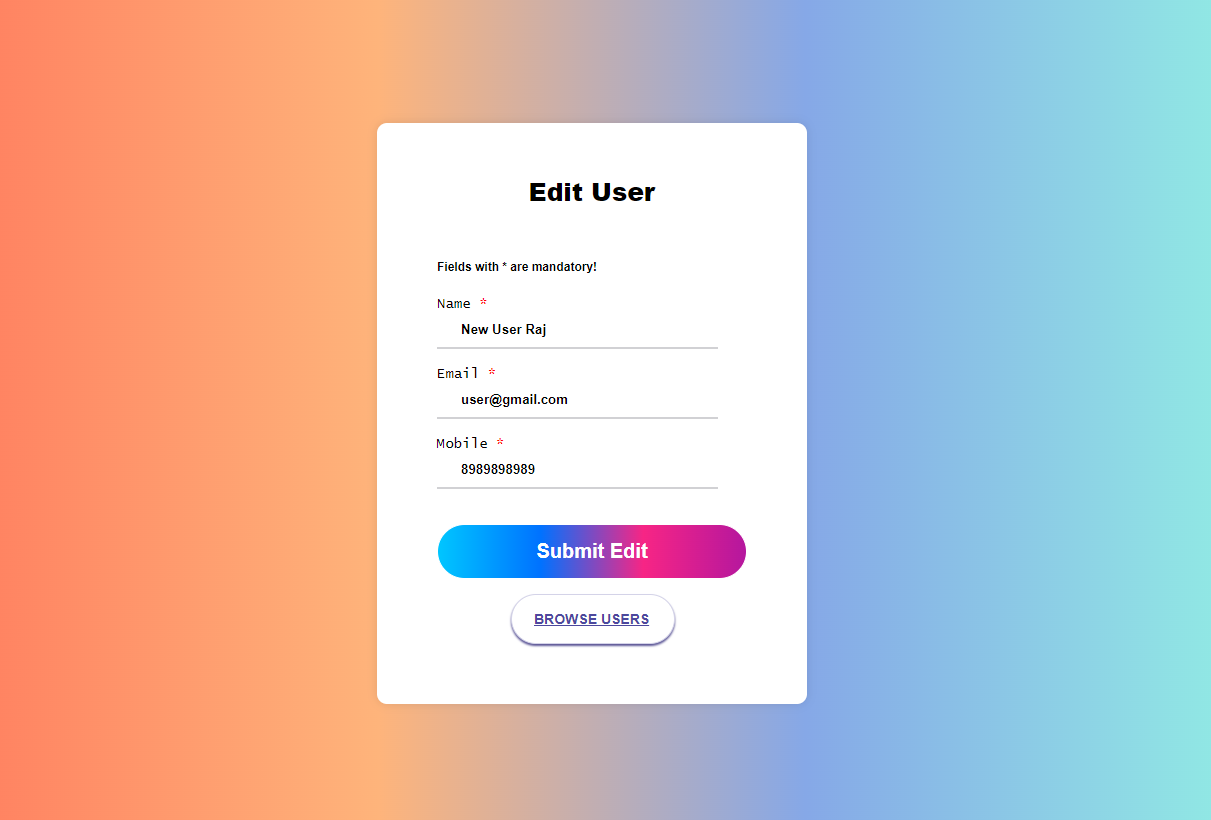 Edit User
Fields with * are mandatory!
Name *
New User Raj
Email *
user@gmail.com
Mobile *
8989898989
Submit Edit
BROWSE USERS